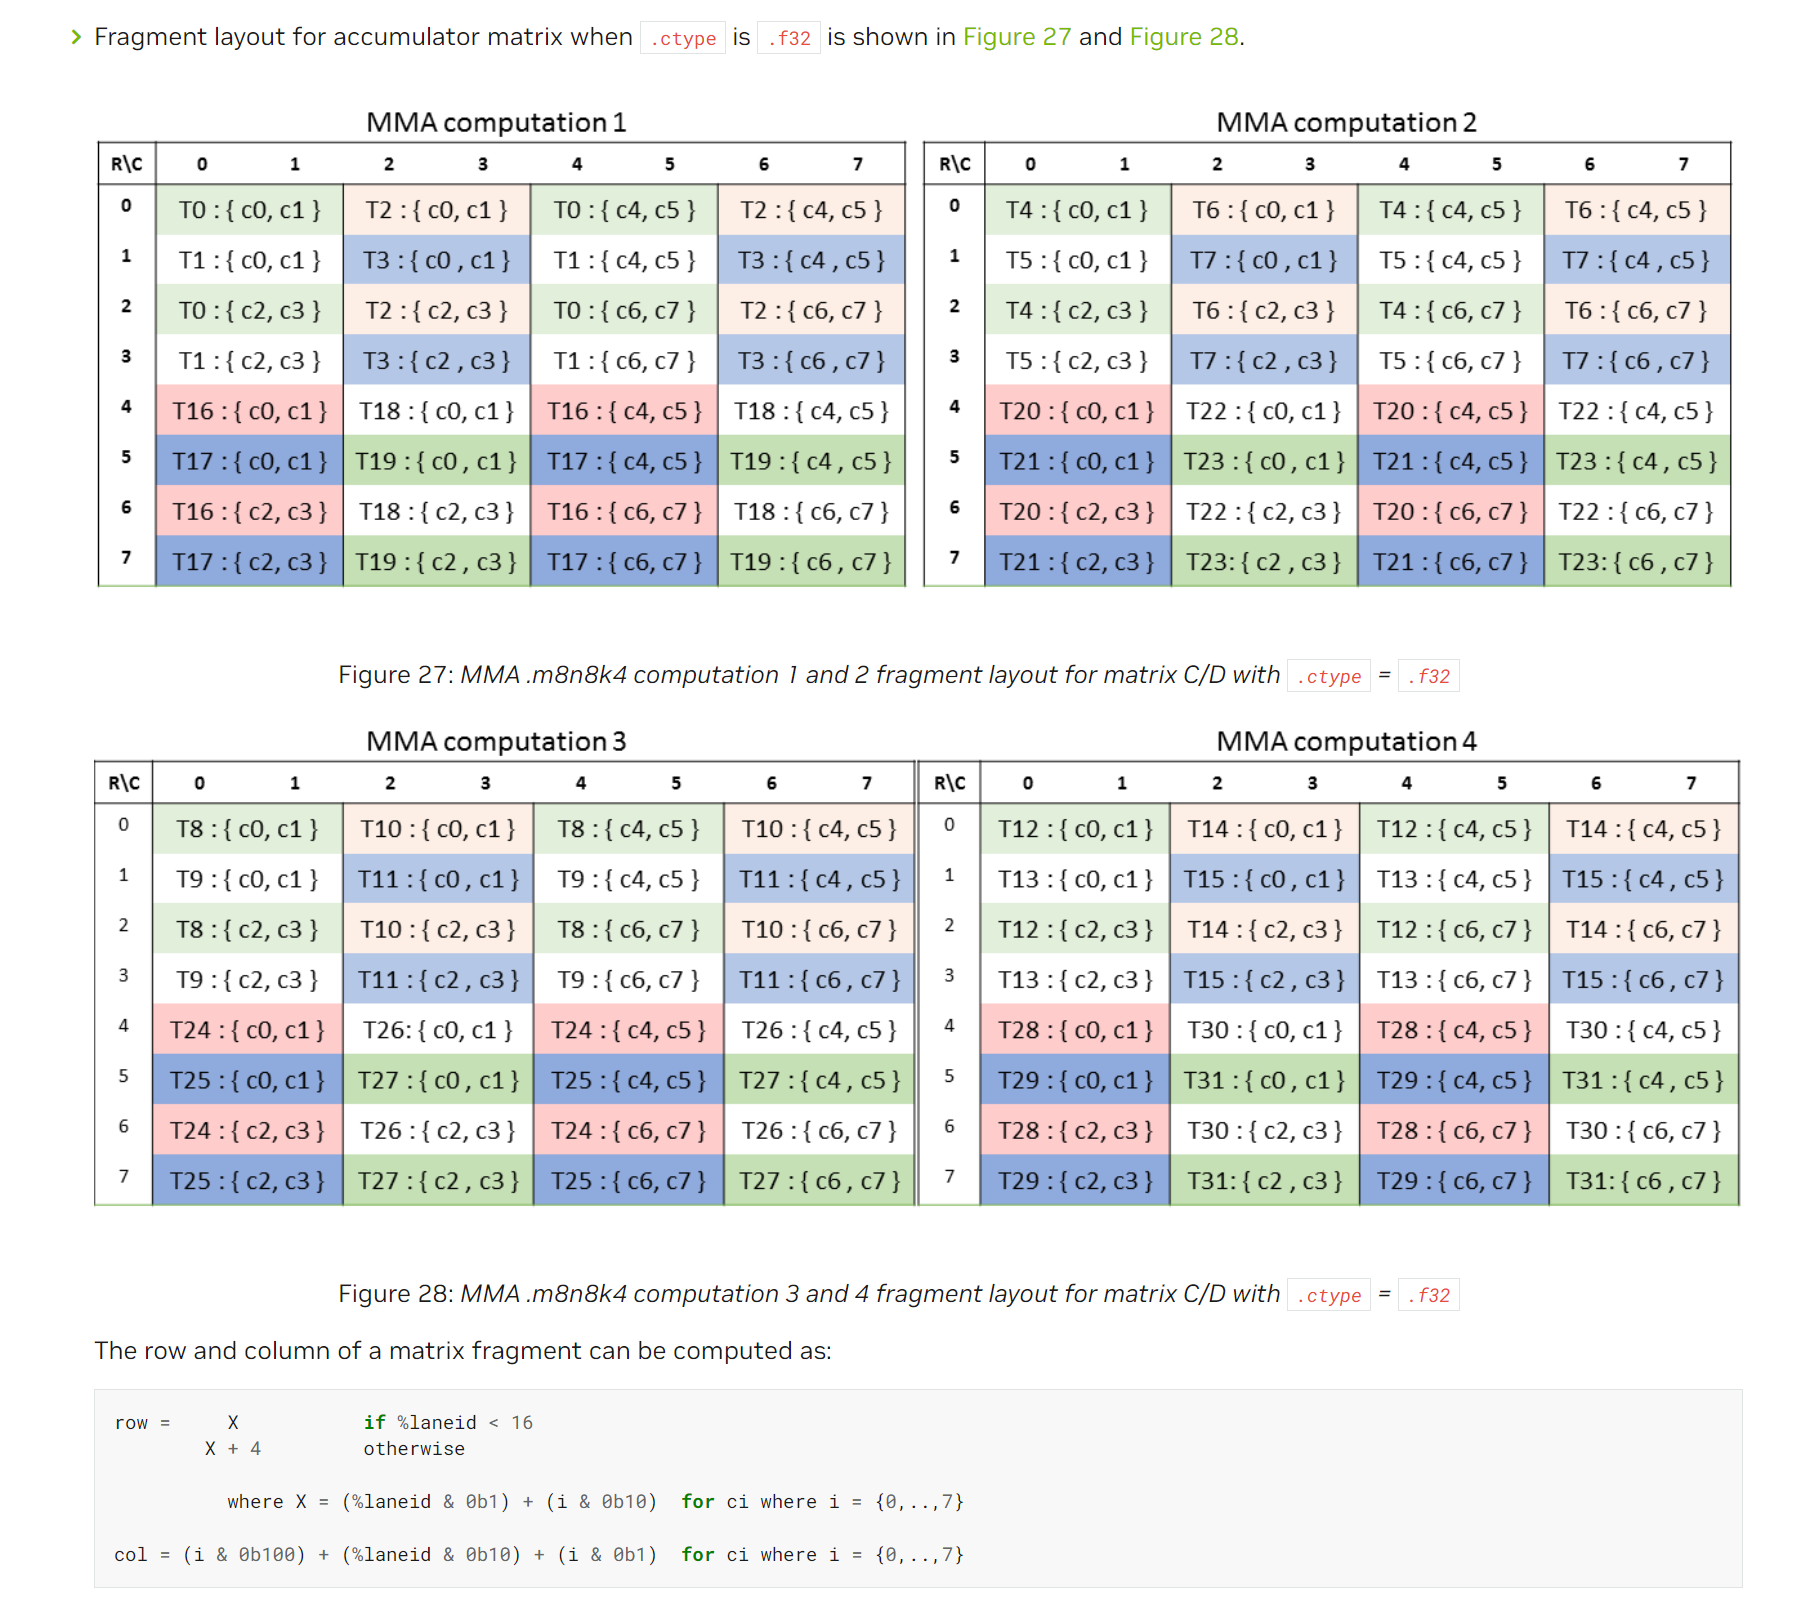 Fragment layout for accumulator matrix when .ctype is .f32 is shown in Figure 27 and Figure 28.
MMA computation 1
R\C 0 1 2 3 4 5 6 7
0 T0 : { c0, c1 } T2 : { c0, c1 } T0 : { c4, c5 } T2 : { c4, c5 }
1 T1 : { c0, c1 } T3 : { c0 , c1 } T1 : { c4, c5 } T3 : { c4 , c5 }
2 T0 : { c2, c3 } T2 : { c2, c3 } T0 : { c6, c7 } T2 : { c6, c7 }
3 T1 : { c2, c3 } T3 : { c2 , c3 } T1 : { c6, c7 } T3 : { c6 , c7 }
4 T16 : { c0, c1 } T18 : { c0, c1 } T16 : { c4, c5 } T18 : { c4, c5 }
5 T17 : { c0, c1 } T19 : { c0 , c1 } T17 : { c4, c5 } T19 : { c4 , c5 }
6 T16 : { c2, c3 } T18 : { c2, c3 } T16 : { c6, c7 } T18 : { c6, c7 }
7 T17 : { c2, c3 } T19 : { c2 , c3 } T17 : { c6, c7 } T19 : { c6 , c7 }
MMA computation 2
R\C 0 1 2 3 4 5 6 7
0 T4 : { c0, c1 } T6 : { c0, c1 } T4 : { c4, c5 } T6 : { c4, c5 }
1 T5 : { c0, c1 } T7 : { c0 , c1 } T5 : { c4, c5 } T7 : { c4 , c5 }
2 T4 : { c2, c3 } T6 : { c2, c3 } T4 : { c6, c7 } T6 : { c6, c7 }
3 T5 : { c2, c3 } T7 : { c2 , c3 } T5 : { c6, c7 } T7 : { c6 , c7 }
4 T20 : { c0, c1 } T22 : { c0, c1 } T20 : { c4, c5 } T22 : { c4, c5 }
5 T21 : { c0, c1 } T23 : { c0 , c1 } T21 : { c4, c5 } T23 : { c4 , c5 }
6 T20 : { c2, c3 } T22 : { c2, c3 } T20 : { c6, c7 } T22 : { c6, c7 }
7 T21 : { c2, c3 } T23: { c2 , c3 } T21 : { c6, c7 } T23: { c6 , c7 }
Figure 27: MMA .m8n8k4 computation 1 and 2 fragment layout for matrix C/D with .ctype = .f32
MMA computation 3
R\C 0 1 2 3 4 5 6 7
0 T8 : { c0, c1 } T10 : { c0, c1 } T8 : { c4, c5 } T10 : { c4, c5 }
1 T9 : { c0, c1 } T11 : { c0 , c1 } T9 : { c4, c5 } T11 : { c4 , c5 }
2 T8 : { c2, c3 } T10 : { c2, c3 } T8 : { c6, c7 } T10 : { c6, c7 }
3 T9 : { c2, c3 } T11 : { c2 , c3 } T9 : { c6, c7 } T11 : { c6 , c7 }
4 T24 : { c0, c1 } T26: { c0, c1 } T24 : { c4, c5 } T26 : { c4, c5 }
5 T25 : { c0, c1 } T27 : { c0 , c1 } T25 : { c4, c5 } T27 : { c4 , c5 }
6 T24 : { c2, c3 } T26 : { c2, c3 } T24 : { c6, c7 } T26 : { c6, c7 }
7 T25 : { c2, c3 } T27 : { c2 , c3 } T25 : { c6, c7 } T27 : { c6 , c7 }
MMA computation 4
R\C 0 1 2 3 4 5 6 7
0 T12 : { c0, c1 } T14 : { c0, c1 } T12 : { c4, c5 } T14 : { c4, c5 }
1 T13 : { c0, c1 } T15 : { c0 , c1 } T13 : { c4, c5 } T15 : { c4 , c5 }
2 T12 : { c2, c3 } T14 : { c2, c3 } T12 : { c6, c7 } T14 : { c6, c7 }
3 T13 : { c2, c3 } T15 : { c2 , c3 } T13 : { c6, c7 } T15 : { c6 , c7 }
4 T28 : { c0, c1 } T30 : { c0, c1 } T28 : { c4, c5 } T30 : { c4, c5 }
5 T29 : { c0, c1 } T31 : { c0 , c1 } T29 : { c4, c5 } T31 : { c4 , c5 }
6 T28 : { c2, c3 } T30 : { c2, c3 } T28 : { c6, c7 } T30 : { c6, c7 }
7 T29 : { c2, c3 } T31: { c2 , c3 } T29 : { c6, c7 } T31: { c6 , c7 }
Figure 28: MMA .m8n8k4 computation 3 and 4 fragment layout for matrix C/D with .ctype = .f32
The row and column of a matrix fragment can be computed as:
row = X if %laneid < 16
X + 4 otherwise
where X = (%laneid & 0b1) + (i & 0b10) for ci where i = {0,..,7}
col = (i & 0b100) + (%laneid & 0b10) + (i & 0b1) for ci where i = {0,..,7}